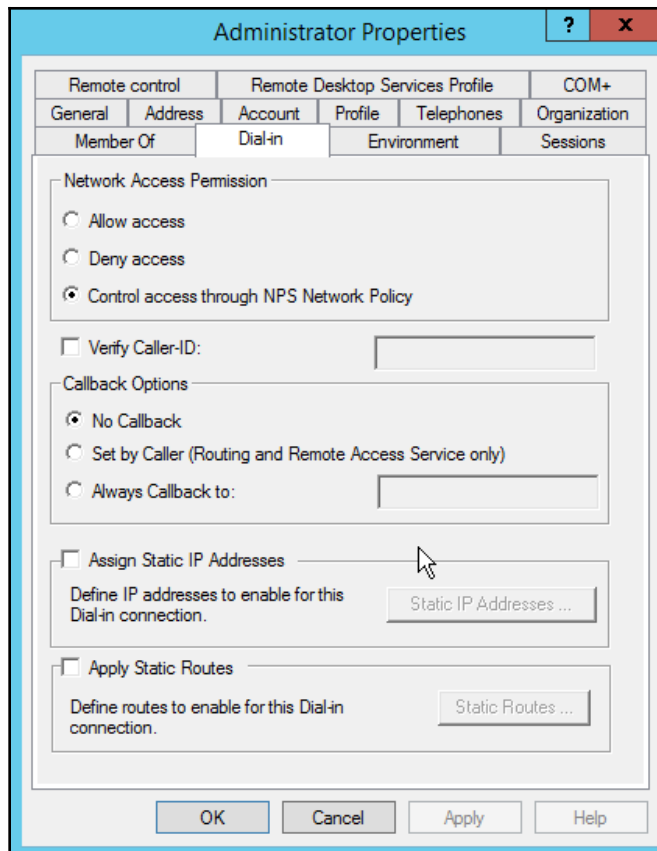 Administrator Properties
?
x
Remote control Remote Desktop Services Profile COM+
General Address Account Profile Telephones Organization
Member Of Dial-in Environment Sessions
Network Access Permission
Allow access
Deny access
Control access through NPS Network Policy
Verify Caller-ID:
Callback Options
No Callback
Set by Caller (Routing and Remote Access Service only)
Always Callback to:
Assign Static IP Addresses
Define IP addresses to enable for this
Dial-in connection.
Static IP Addresses ...
Apply Static Routes
Define routes to enable for this Dial-in
connection.
Static Routes ...
OK Cancel Apply Help